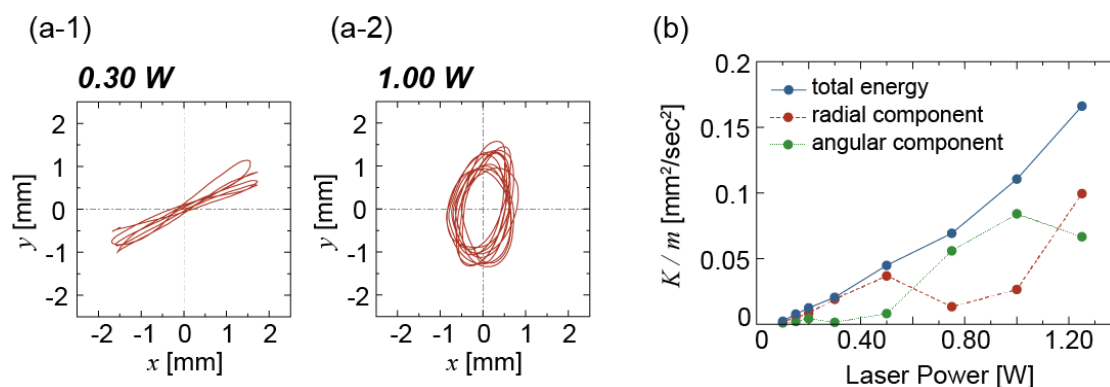 (a-1)
(a-2)
(b)
0.30 W
1.00 W
2
1
0
-1
-2
y [mm]
-2 -1 0 1 2
x [mm]
2
1
0
-1
-2
y [mm]
-2 -1 0 1 2
x [mm]
0.2
0.15
0.1
0.05
0
K / m [mm²/sec²]
total energy
radial component
angular component
0 0.40 0.80 1.20
Laser Power [W]